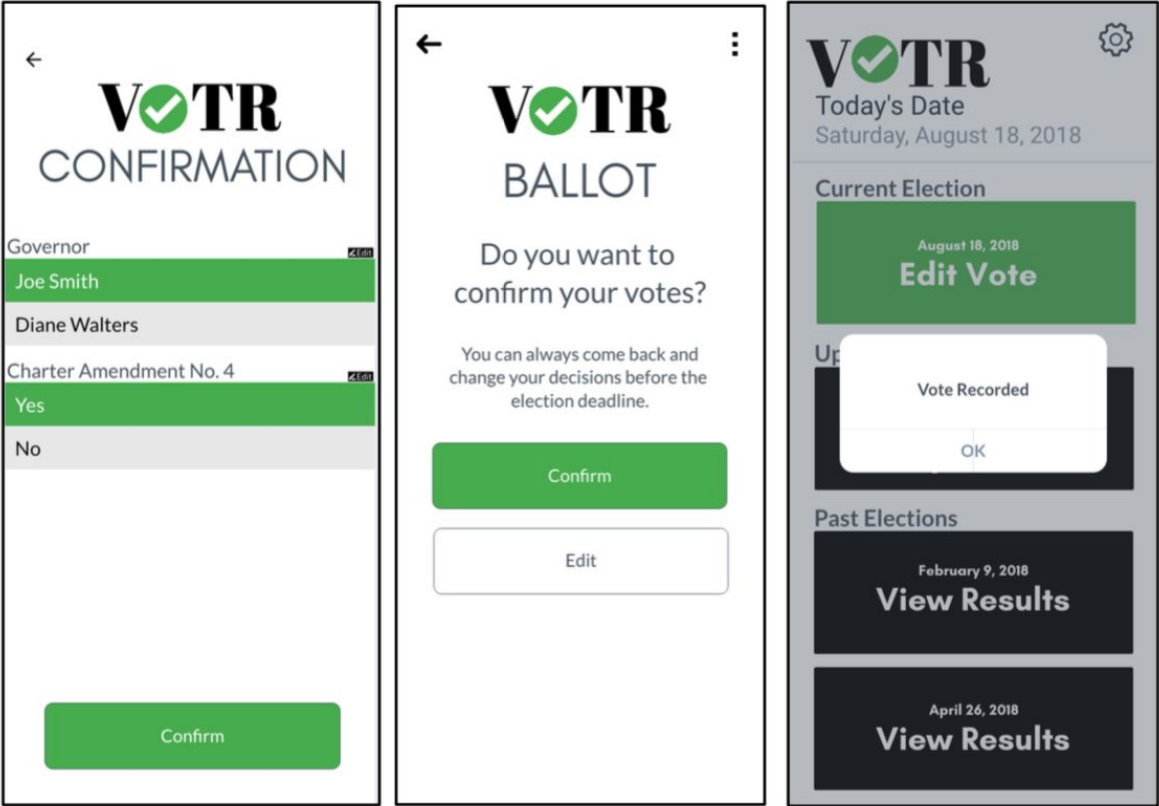 VOTR
CONFIRMATION
Governor
Edit
Joe Smith
Diane Walters
Charter Amendment No. 4
Edit
Yes
No
Confirm
VOTR
BALLOT
Do you want to
confirm your votes?
You can always come back and
change your decisions before the
election deadline.
Confirm
Edit
VOTR
Today's Date
Saturday, August 18, 2018
Current Election
August 18, 2018
Edit Vote
Up
Vote Recorded
OK
Past Elections
February 9, 2018
View Results
April 26, 2018
View Results